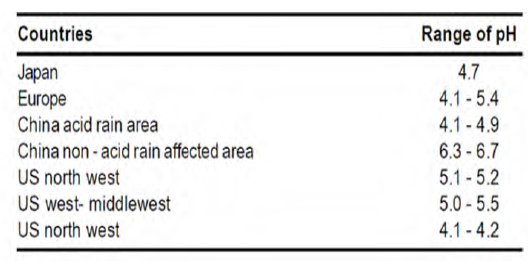 Countries Range of pH
Japan 4.7
Europe 4.1 - 5.4
China acid rain area 4.1 - 4.9
China non - acid rain affected area 6.3 - 6.7
US north west 5.1 - 5.2
US west- middlewest 5.0 - 5.5
US north west 4.1 - 4.2